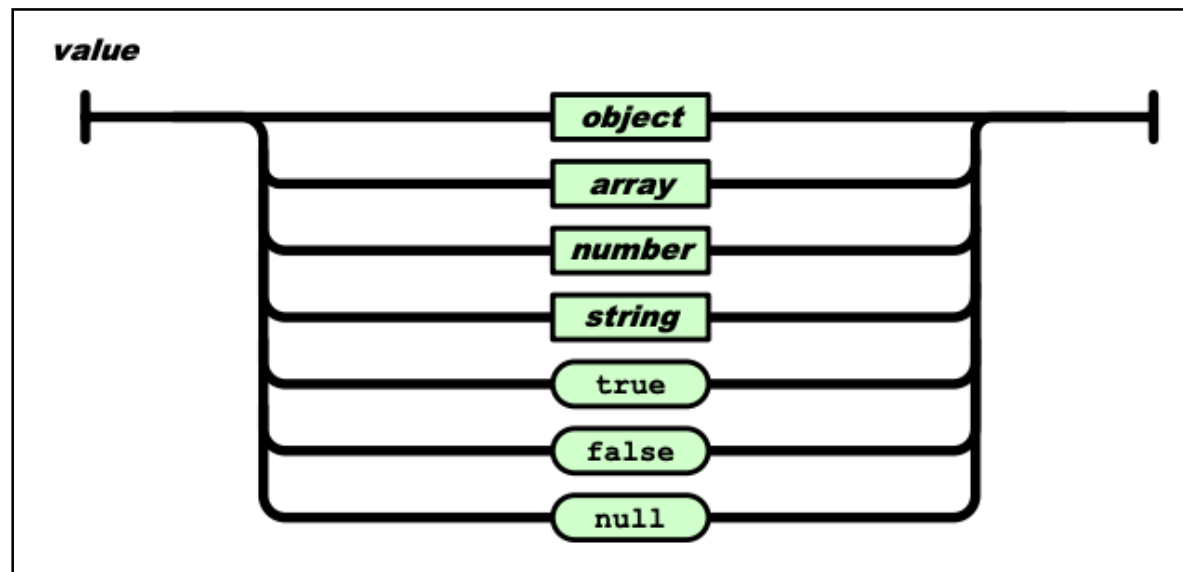 value
object
array
number
string
true
false
null